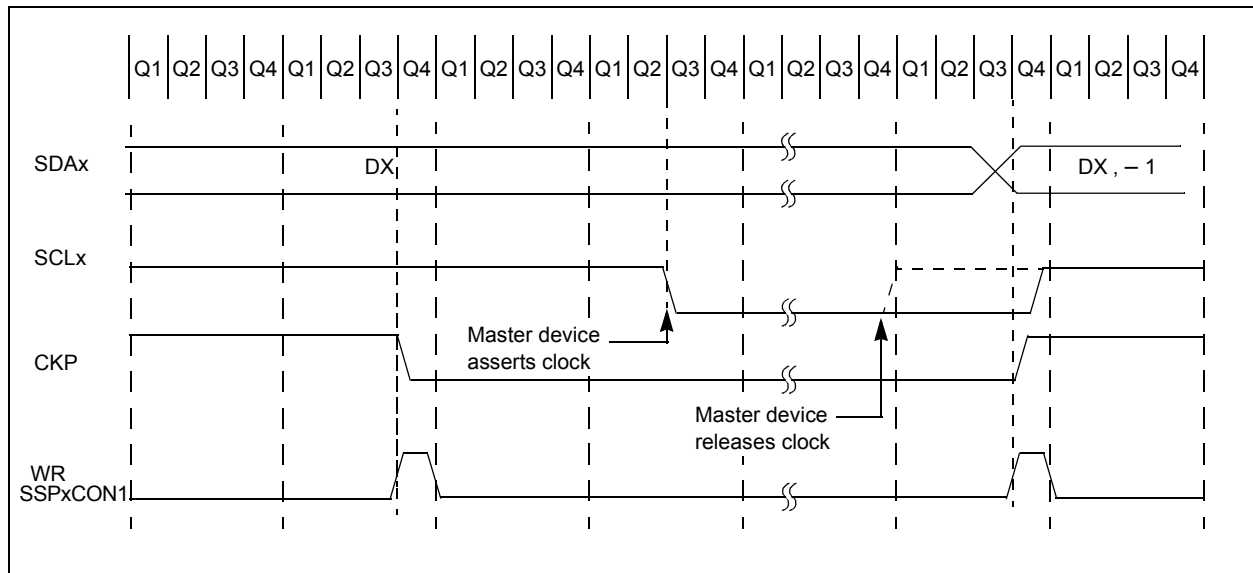 Q1 Q2 Q3 Q4 Q1 Q2 Q3 Q4 Q1 Q2 Q3 Q4 Q1 Q2 Q3 Q4 Q1 Q2 Q3 Q4 Q1 Q2 Q3 Q4 Q1 Q2 Q3 Q4
SDAx
DX
DX , – 1
SCLx
Master device
asserts clock
CKP
Master device
releases clock
WR
SSPxCON1